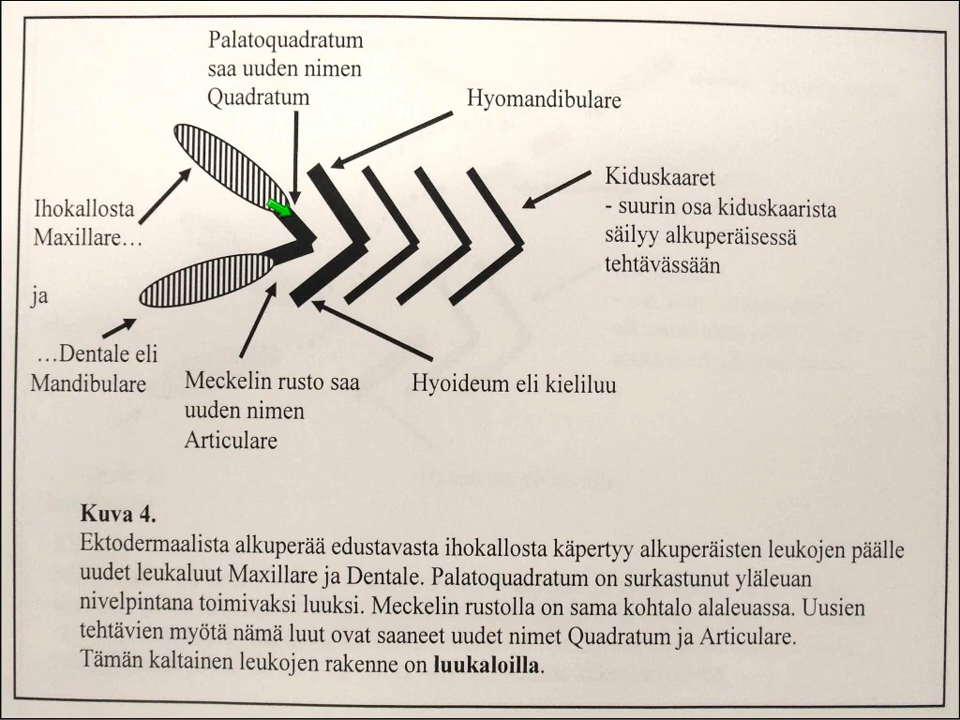 Palatoquadratum
saa uuden nimen
Quadratum
Hyomandibulare
Kiduskaaret
- suurin osa kiduskaarista
säilyy alkuperäisessä
tehtävässään
Ihokallosta
Maxillare…
ja
…Dentale eli
Mandibulare
Meckelin rusto saa
uuden nimen
Articulare
Hyoideum eli kieliluu
Kuva 4.
Ektodermaalista alkuperää edustavasta ihokallosta käpertyy alkuperäisten leukojen päälle
uudet leukaluut Maxillare ja Dentale. Palatoquadratum on surkastunut yläleuan
nivelpintana toimivaksi luuksi. Meckelin rustolla on sama kohtalo alaleuassa. Uusien
tehtävien myötä nämä luut ovat saaneet uudet nimet Quadratum ja Articulare.
Tämän kaltainen leukojen rakenne on luukaloilla.